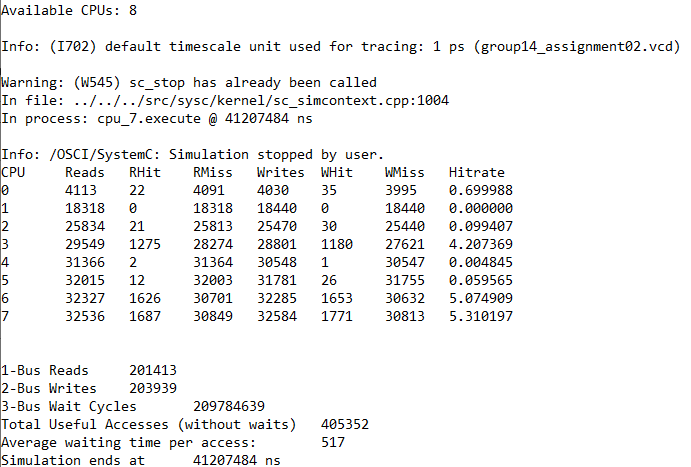 Available CPUs: 8
Info: (I702) default timescale unit used for tracing: 1 ps (group14_assignment02.vcd)
Warning: (W545) sc_stop has already been called
In file: ../../../src/sysc/kernel/sc_simcontext.cpp:1004
In process: cpu_7.execute @ 41207484 ns
Info: /OSCI/SystemC: Simulation stopped by user.
CPU Reads RHit RMiss Writes WHit WMiss Hitrate
0 4113 22 4091 4030 35 3995 0.699988
1 18318 0 18318 18440 0 18440 0.000000
2 25834 21 25813 25470 30 25440 0.099407
3 29549 1275 28274 28801 1180 27621 4.207369
4 31366 2 31364 30548 1 30547 0.004845
5 32015 12 32003 31781 26 31755 0.059565
6 32327 1626 30701 32285 1653 30632 5.074909
7 32536 1687 30849 32584 1771 30813 5.310197
1-Bus Reads 201413
2-Bus Writes 203939
3-Bus Wait Cycles 209784639
Total Useful Accesses (without waits) 405352
Average waiting time per access: 517
Simulation ends at 41207484 ns